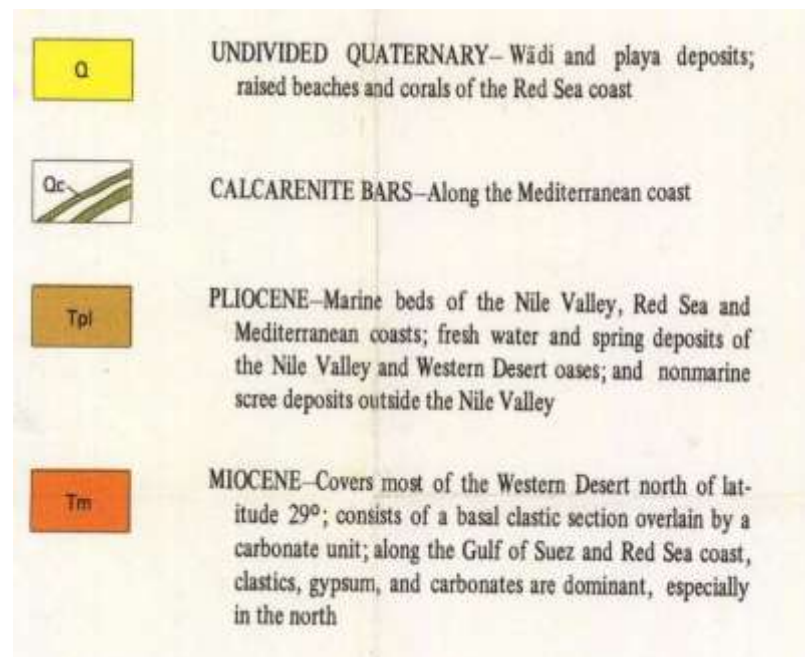 Q
UNDIVIDED QUATERNARY– Wādi and playa deposits;
raised beaches and corals of the Red Sea coast
Qc
CALCARENITE BARS–Along the Mediterranean coast
Tpl
PLIOCENE–Marine beds of the Nile Valley, Red Sea and
Mediterranean coasts; fresh water and spring deposits of
the Nile Valley and Western Desert oases; and nonmarine
scree deposits outside the Nile Valley
Tm
MIOCENE–Covers most of the Western Desert north of lat-
itude 29º; consists of a basal clastic section overlain by a
carbonate unit; along the Gulf of Suez and Red Sea coast,
clastics, gypsum, and carbonates are dominant, especially
in the north